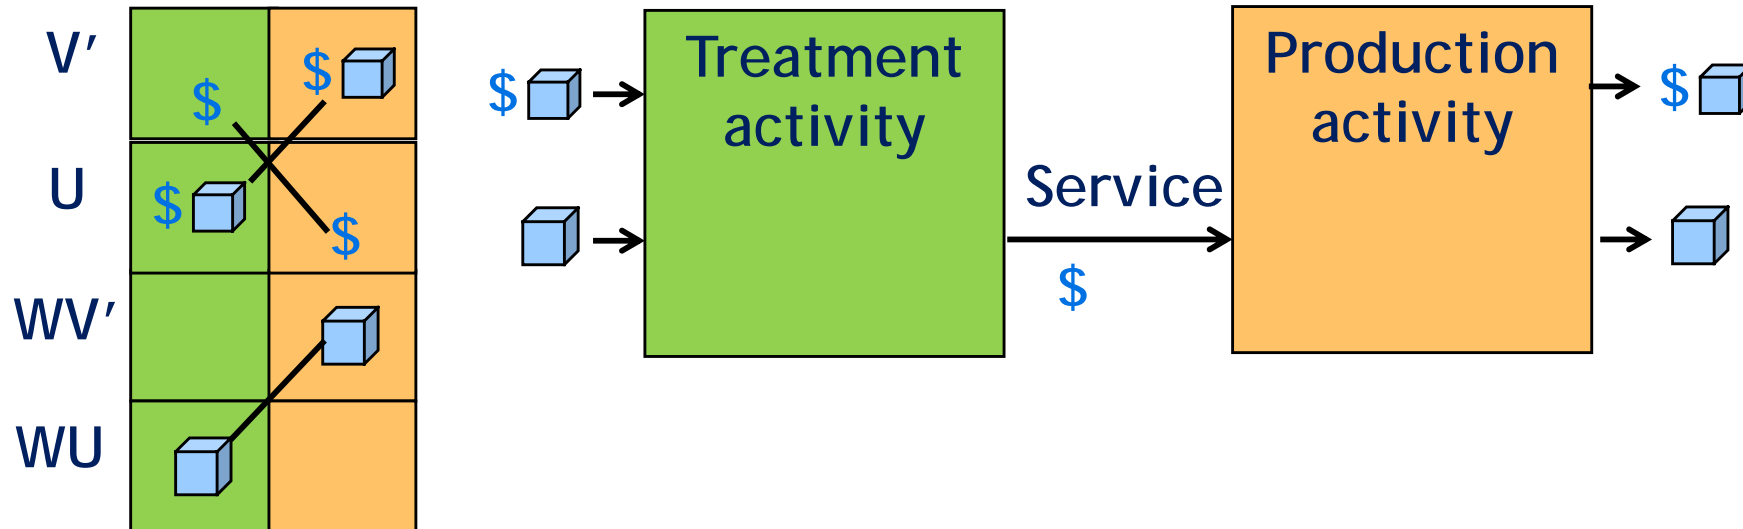 V′
$
$
U
$
$
WV′
WU
$
Treatment
activity
Service
$
Production
activity
$